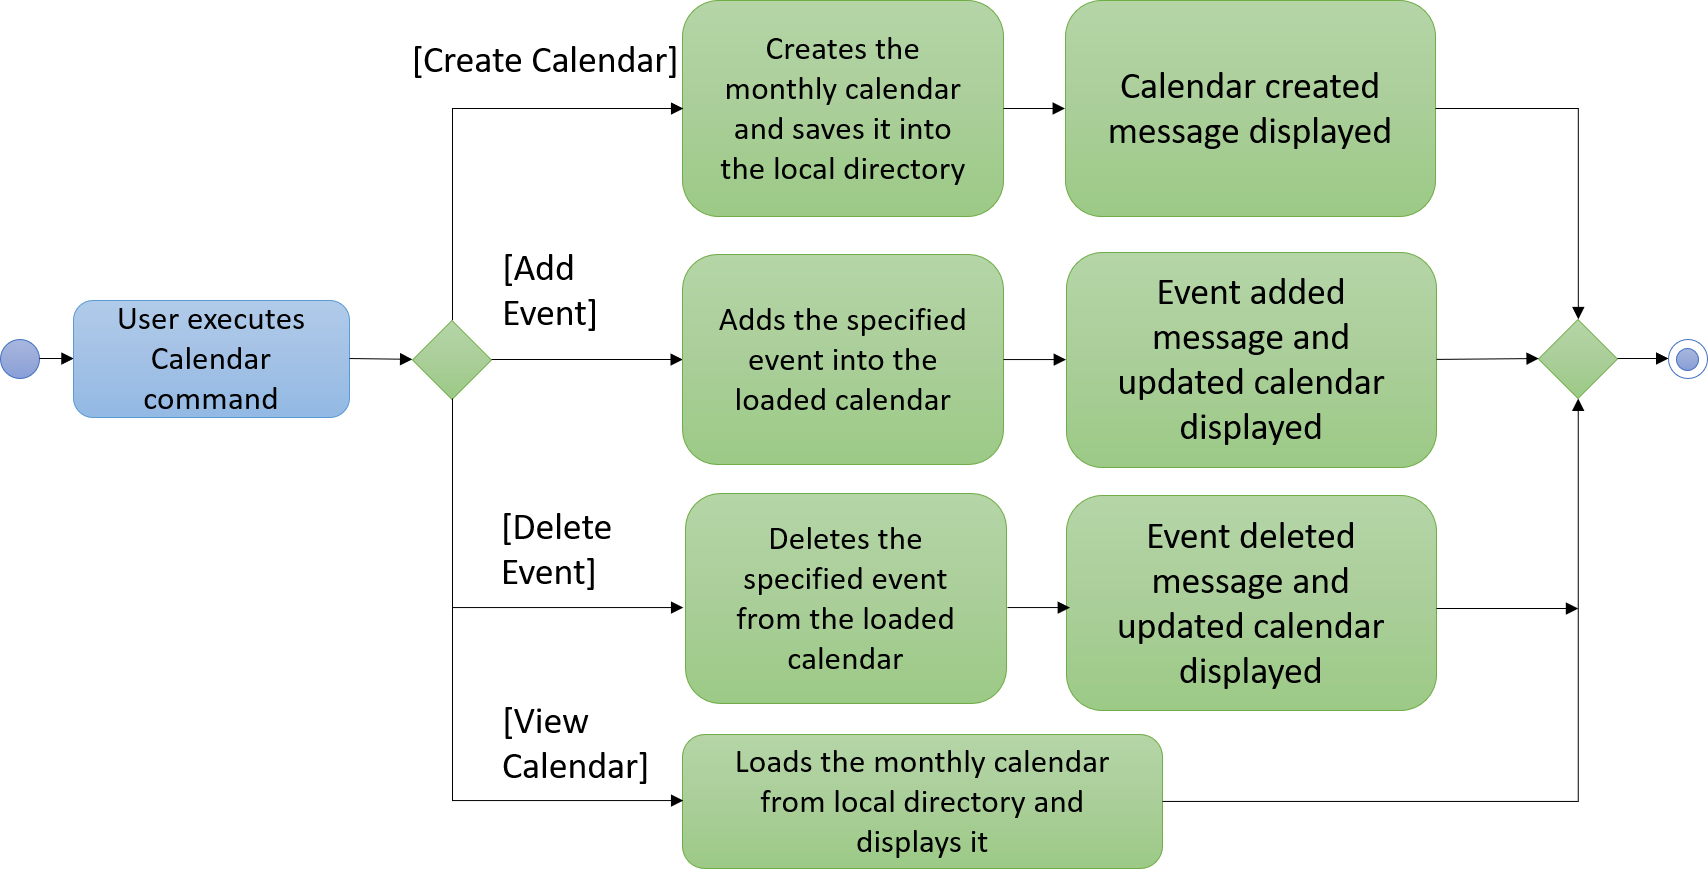 [Create Calendar]
Creates the
monthly calendar
and saves it into
the local directory
Calendar created
message displayed
User executes
Calendar
command
[Add
Event]
Adds the specified
event into the
loaded calendar
Event added
message and
updated calendar
displayed
[Delete
Event]
Deletes the
specified event
from the loaded
calendar
Event deleted
message and
updated calendar
displayed
[View
Calendar]
Loads the monthly calendar
from local directory and
displays it